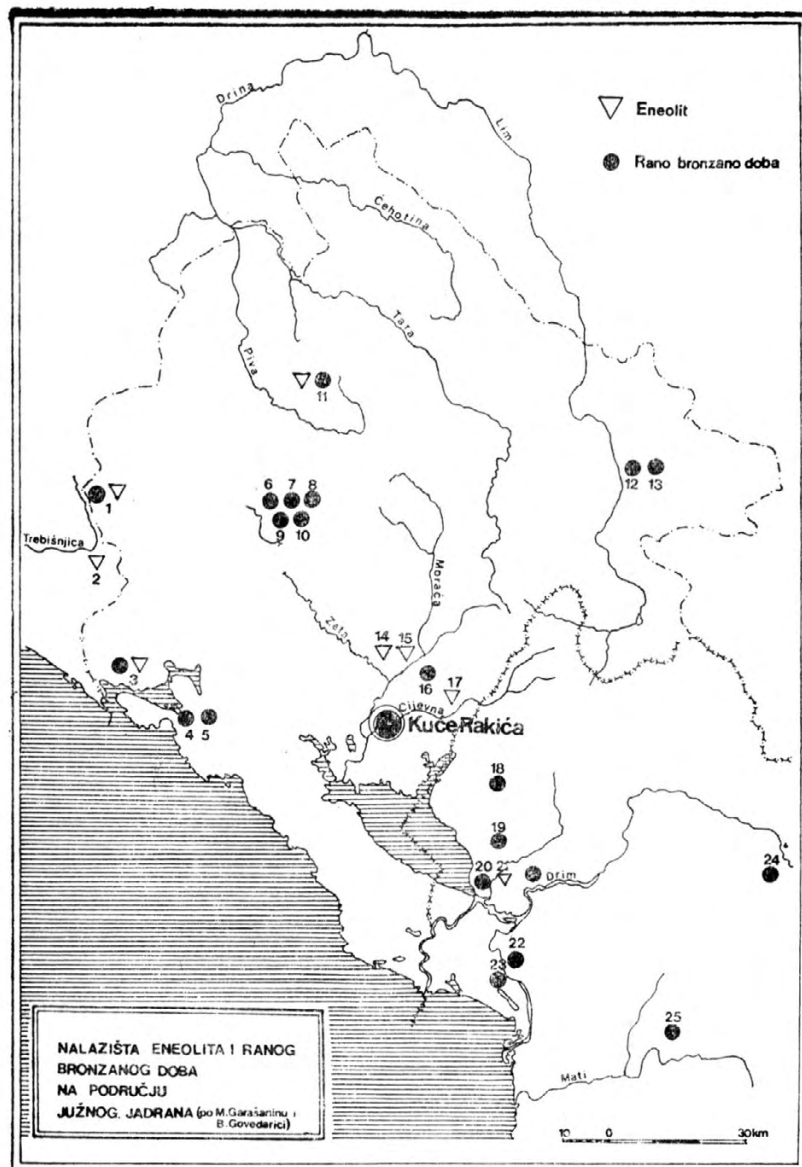 Drina
Lim
Eneolit
Rano bronzano doba
Ćehotina
Tara
Piva
11
12 13
6 7 8
9 10
1
Trebišnjica
2
Morača
Zeta
14 15
3
16 17
Cijevna
Kuće Rakića
4 5
18
19
20 21
Drim
24
22
23
25
Mati
NALAZIŠTA ENEOLITA I RANOG
BRONZANOG DOBA
NA PODRUČJU
JUŽNOG JADRANA (po M.Garašaninu i
B.Govedarici)
10 0 30km